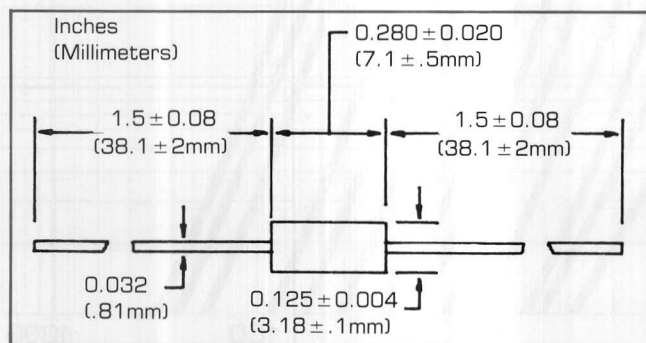 Inches
(Millimeters)
0.280 ± 0.020
(7.1 ± .5mm)
1.5 ± 0.08
(38.1 ± 2mm)
1.5 ± 0.08
(38.1 ± 2mm)
0.032
(.81mm)
0.125 ± 0.004
(3.18 ± .1mm)